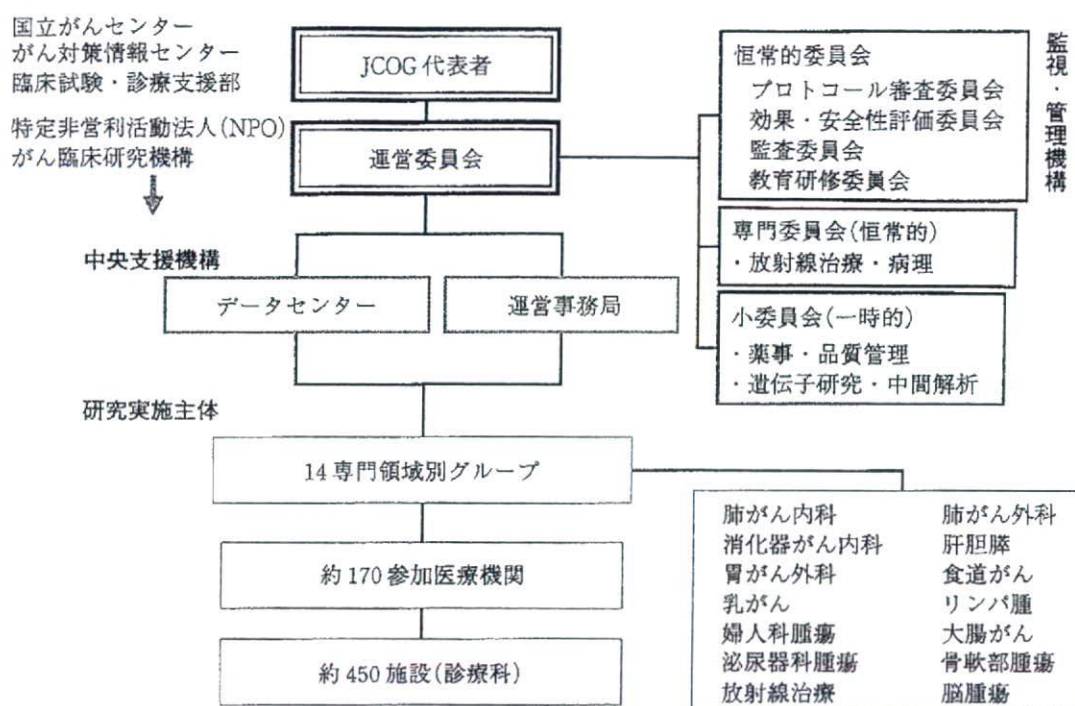 国立がんセンター
がん対策情報センター
臨床試験・診療支援部
特定非営利活動法人(NPO)
がん臨床研究機構
JCOG代表者
運営委員会
恒常的委員会
プロトコール審査委員会
効果・安全性評価委員会
監査委員会
教育研修委員会
監視・管理機構
専門委員会(恒常的)
・放射線治療・病理
小委員会(一時的)
・薬事・品質管理
・遺伝子研究・中間解析
中央支援機構
データセンター
運営事務局
研究実施主体
14専門領域別グループ
約170参加医療機関
約450施設(診療科)
肺がん内科 肺がん外科
消化器がん内科 肝胆膵
胃がん外科 食道がん
乳がん リンパ腫
婦人科腫瘍 大腸がん
泌尿器科腫瘍 骨軟部腫瘍
放射線治療 脳腫瘍